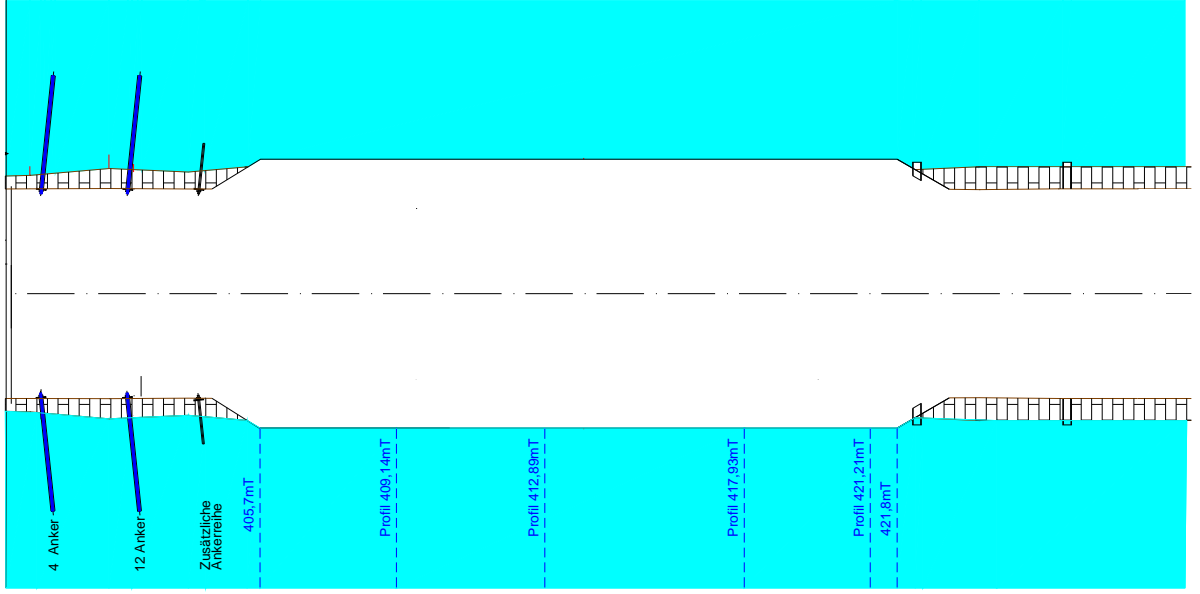 4 Anker
12 Anker
Zusätzliche
Ankerreihe
405,7mT
Profil 409,14mT
Profil 412,89mT
Profil 417,93mT
Profil 421,21mT
421,8mT